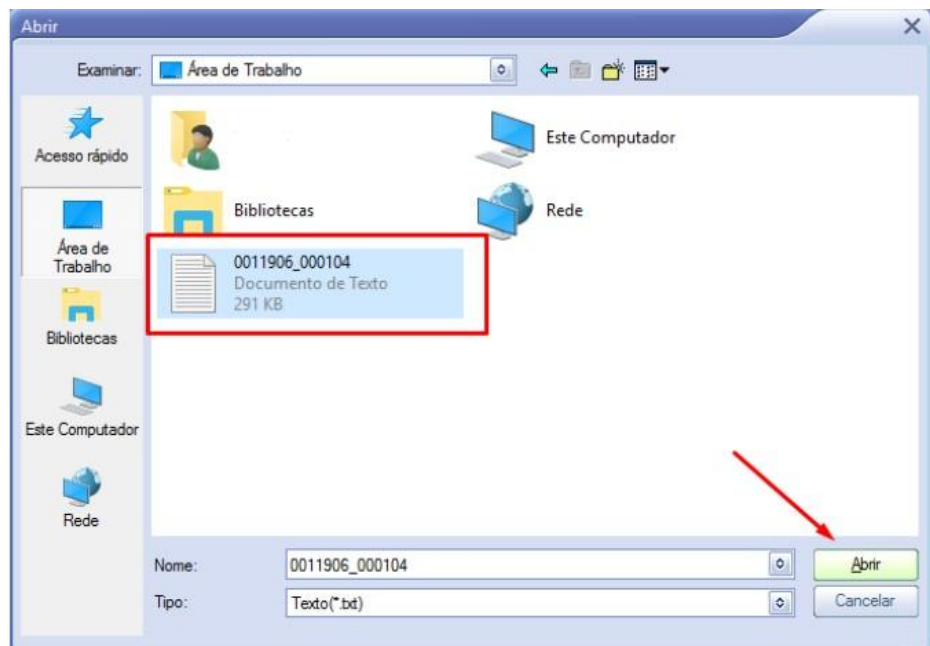 Abrir
Examinar:
Área de Trabalho
Acesso rápido
Este Computador
Bibliotecas
Rede
Área de
Trabalho
0011906_000104
Documento de Texto
291 KB
Bibliotecas
Este Computador
Rede
Nome:
0011906_000104
Abrir
Tipo:
Texto(*.txt)
Cancelar